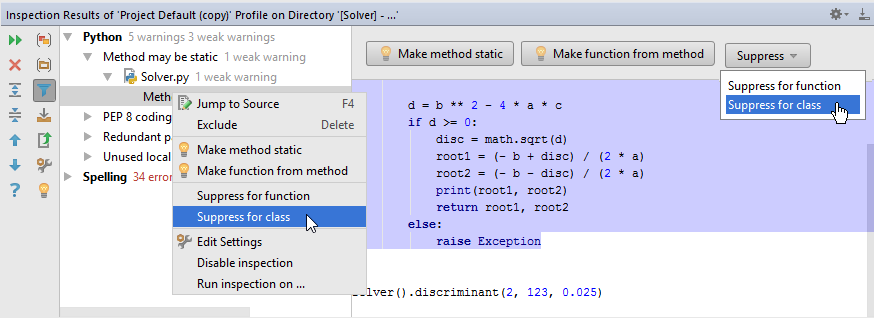 Inspection Results of 'Project Default (copy)' Profile on Directory '[Solver] - ...'
Python 5 warnings 3 weak warnings
Method may be static 1 weak warning
Solver.py 1 weak warning
Metho
PEP 8 coding
Redundant p
Unused local
Spelling 34 error
Jump to Source F4
Exclude Delete
Make method static
Make function from method
Suppress for function
Suppress for class
Edit Settings
Disable inspection
Run inspection on ...
Make method static
Make function from method
Suppress
Suppress for function
Suppress for class
d = b ** 2 - 4 * a * c
if d >= 0:
disc = math.sqrt(d)
root1 = (- b + disc) / (2 * a)
root2 = (- b - disc) / (2 * a)
print(root1, root2)
return root1, root2
else:
raise Exception
olver().discriminant(2, 123, 0.025)